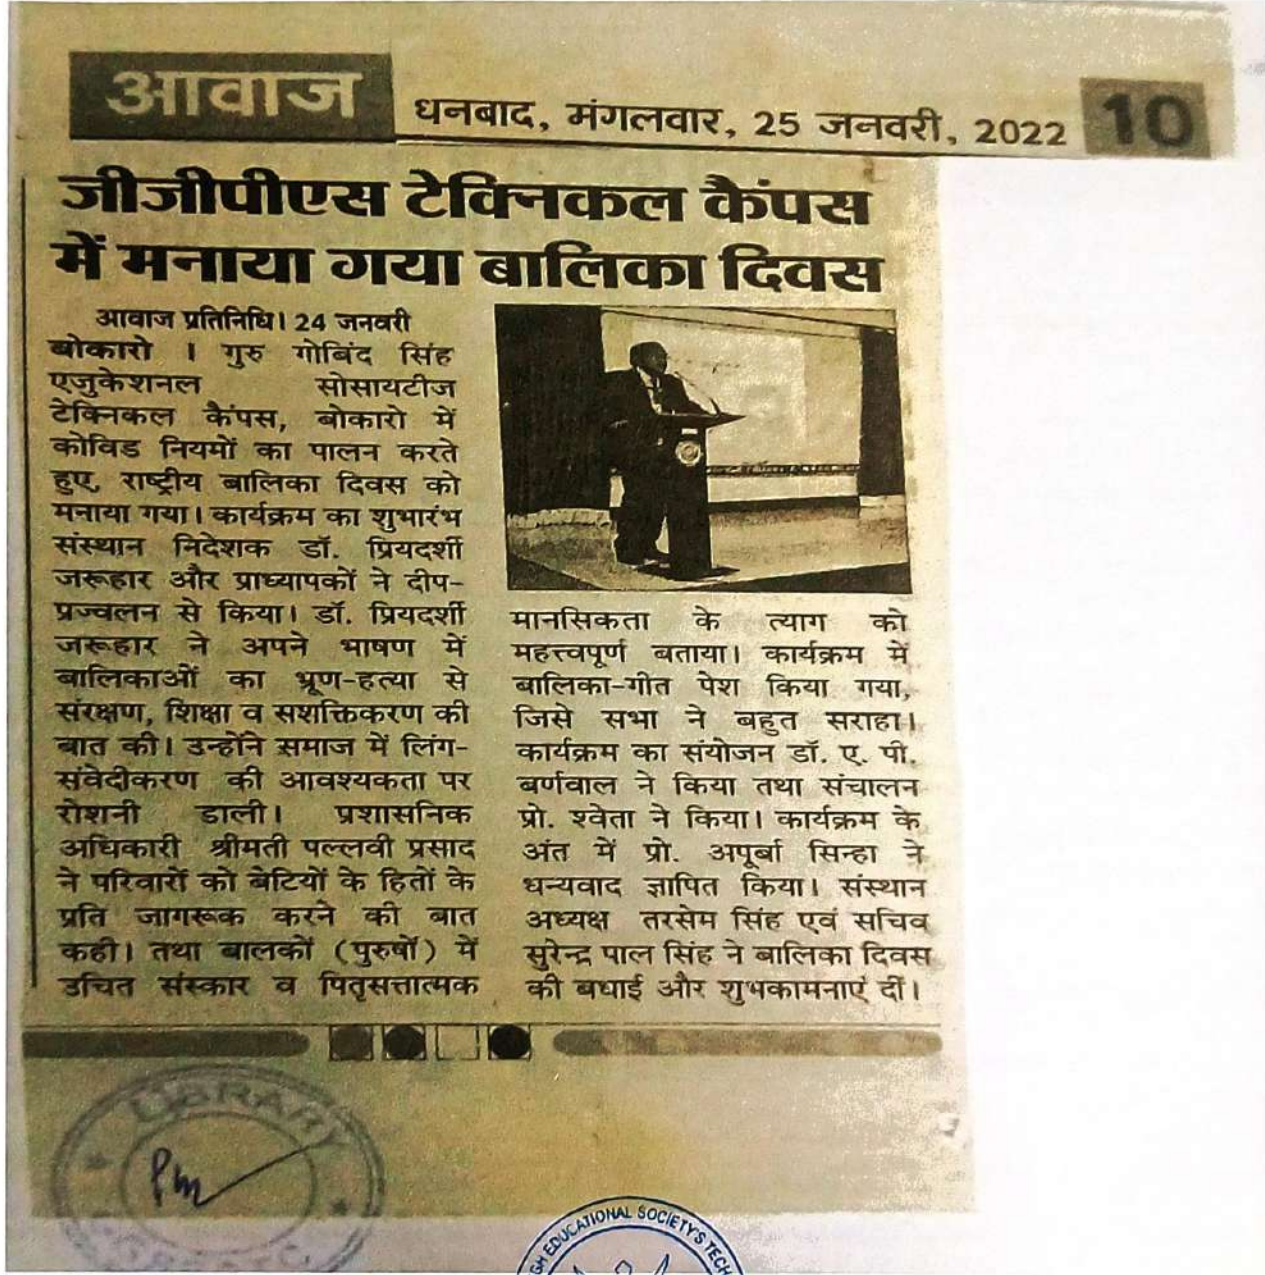 आवाज
धनबाद, मंगलवार, 25 जनवरी, 2022
10
जीजीपीएस टेक्निकल कैंपस
में मनाया गया बालिका दिवस
आवाज प्रतिनिधि। 24 जनवरी
बोकारो । गुरु गोबिंद सिंह
एजुकेशनल सोसायटीज
टेक्निकल कैंपस, बोकारो में
कोविड नियमों का पालन करते
हुए, राष्ट्रीय बालिका दिवस को
मनाया गया। कार्यक्रम का शुभारंभ
संस्थान निदेशक डॉ. प्रियदर्शी
जरूहार और प्राध्यापकों ने दीप-
प्रज्वलन से किया। डॉ. प्रियदर्शी
जरूहार ने अपने भाषण में
बालिकाओं का भ्रूण-हत्या से
संरक्षण, शिक्षा व सशक्तिकरण की
बात की। उन्होंने समाज में लिंग-
संवेदीकरण की आवश्यकता पर
रोशनी डाली। प्रशासनिक
अधिकारी श्रीमती पल्लवी प्रसाद
ने परिवारों को बेटियों के हितों के
प्रति जागरूक करने की बात
कही। तथा बालकों (पुरुषों) में
उचित संस्कार व पितृसत्तात्मक
मानसिकता के त्याग को
महत्त्वपूर्ण बताया। कार्यक्रम में
बालिका-गीत पेश किया गया,
जिसे सभा ने बहुत सराहा।
कार्यक्रम का संयोजन डॉ. ए. पी.
बर्णवाल ने किया तथा संचालन
प्रो. श्वेता ने किया। कार्यक्रम के
अंत में प्रो. अपूर्बा सिन्हा ने
धन्यवाद ज्ञापित किया। संस्थान
अध्यक्ष तरसेम सिंह एवं सचिव
सुरेन्द्र पाल सिंह ने बालिका दिवस
की बधाई और शुभकामनाएं दीं।
LIBRARY
EDUCATIONAL SOCIETY'S